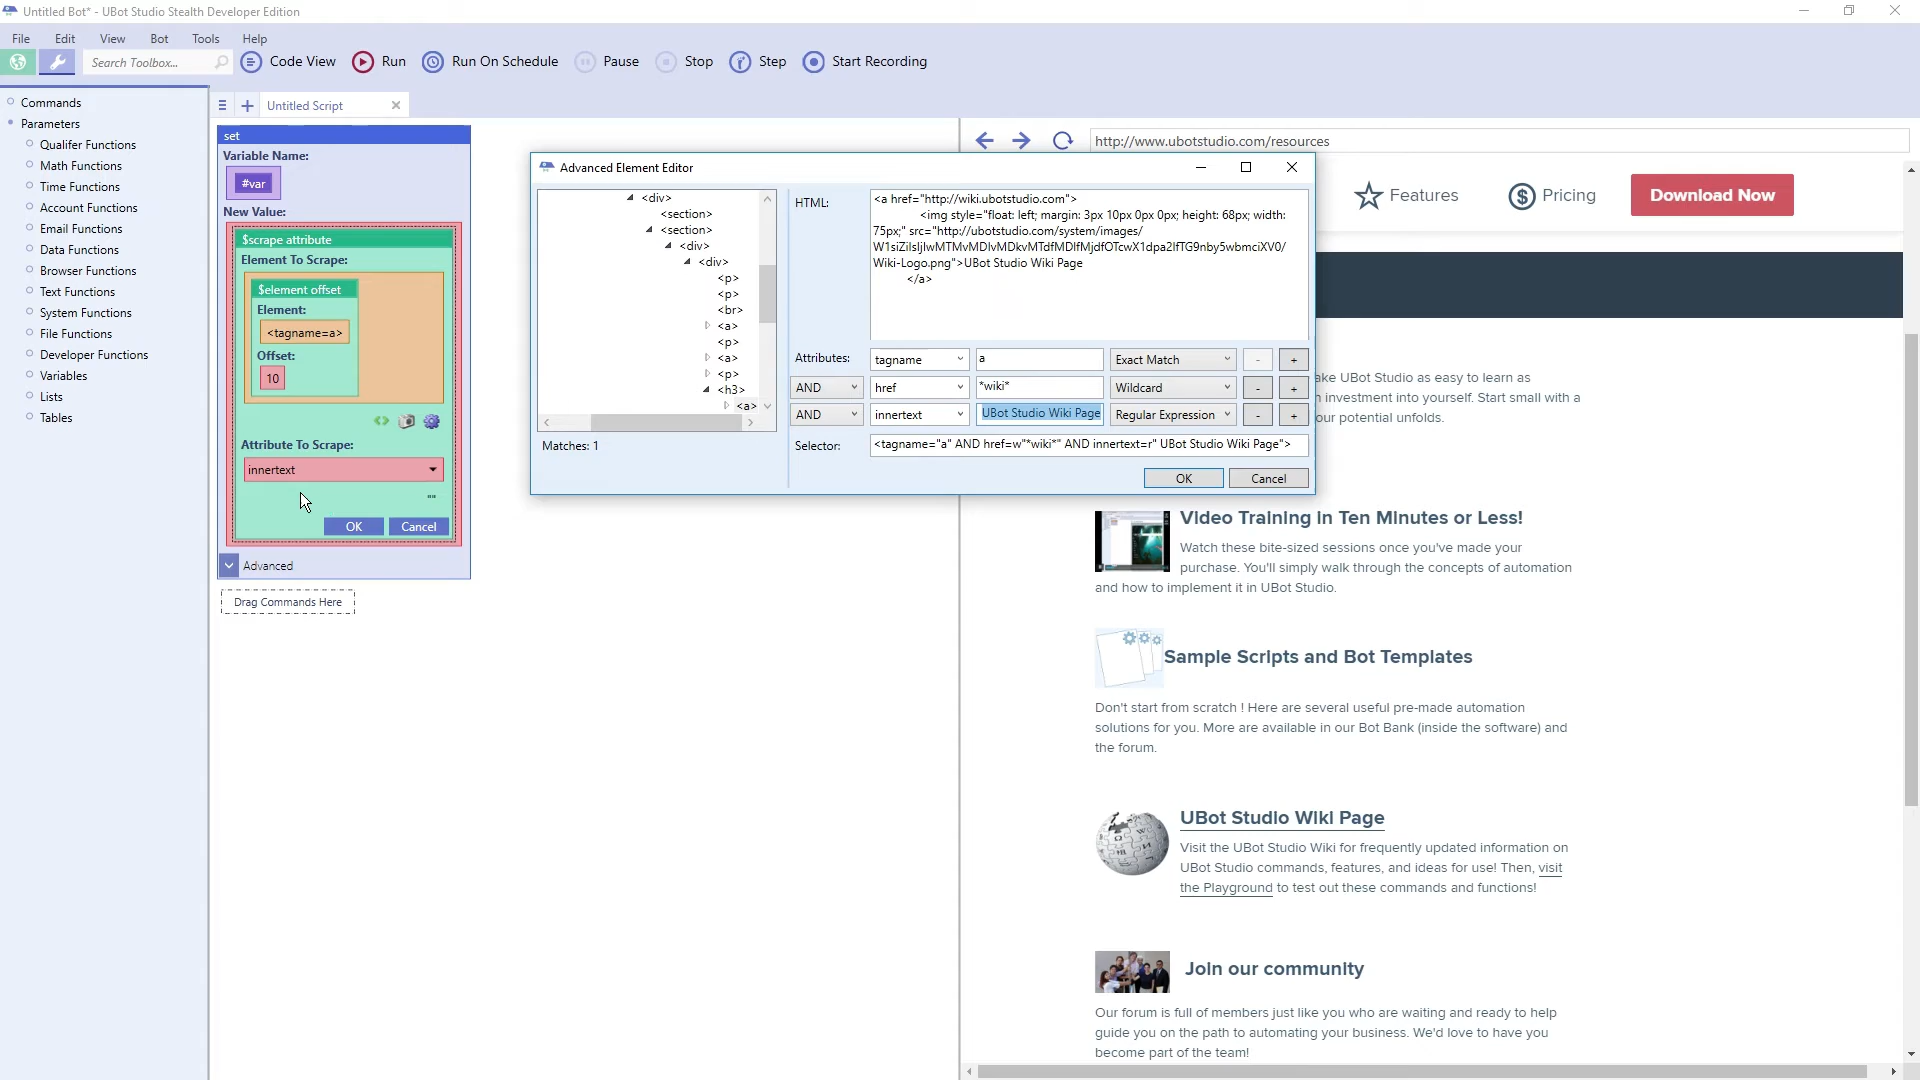 Untitled Bot* - UBot Studio Stealth Developer Edition
File Edit View Bot Tools Help
Search Toolbox...
Code View
Run
Run On Schedule
Pause
Stop
Step
Start Recording
Commands
Parameters
Qualifer Functions
Math Functions
Time Functions
Account Functions
Email Functions
Data Functions
Browser Functions
Text Functions
System Functions
File Functions
Developer Functions
Variables
Lists
Tables
Untitled Script
set
Variable Name:
#var
New Value:
$scrape attribute
Element To Scrape:
$element offset
Element:
<tagname=a>
Offset:
10
Attribute To Scrape:
innertext
""
OK Cancel
Advanced
Drag Commands Here
Advanced Element Editor
<div>
<section>
<section>
<div>
<div>
<p>
<p>
<br>
<a>
<p>
<a>
<p>
<h3>
<a>
Matches: 1
HTML:
<a href="http://wiki.ubotstudio.com">
<img style="float: left; margin: 3px 10px 0px 0px; height: 68px; width:
75px;" src="http://ubotstudio.com/system/images/
Wiki-Logo.png">UBot Studio Wiki Page
</a>
Attributes: tagname a Exact Match - +
AND href *wiki* Wildcard - +
AND innertext UBot Studio Wiki Page Regular Expression - +
Selector: <tagname="a" AND href=w"*wiki*" AND innertext=r" UBot Studio Wiki Page">
OK Cancel
http://www.ubotstudio.com/resources
Features
Pricing
Download Now
ake UBot Studio as easy to learn as
n investment into yourself. Start small with a
our potential unfolds.
Video Training in Ten Minutes or Less!
Watch these bite-sized sessions once you've made your
purchase. You'll simply walk through the concepts of automation
and how to implement it in UBot Studio.
Sample Scripts and Bot Templates
Don't start from scratch ! Here are several useful pre-made automation
solutions for you. More are available in our Bot Bank (inside the software) and
the forum.
UBot Studio Wiki Page
Visit the UBot Studio Wiki for frequently updated information on
UBot Studio commands, features, and ideas for use! Then, visit
the Playground to test out these commands and functions!
Join our community
Our forum is full of members just like you who are waiting and ready to help
guide you on the path to automating your business. We'd love to have you
become part of the team!